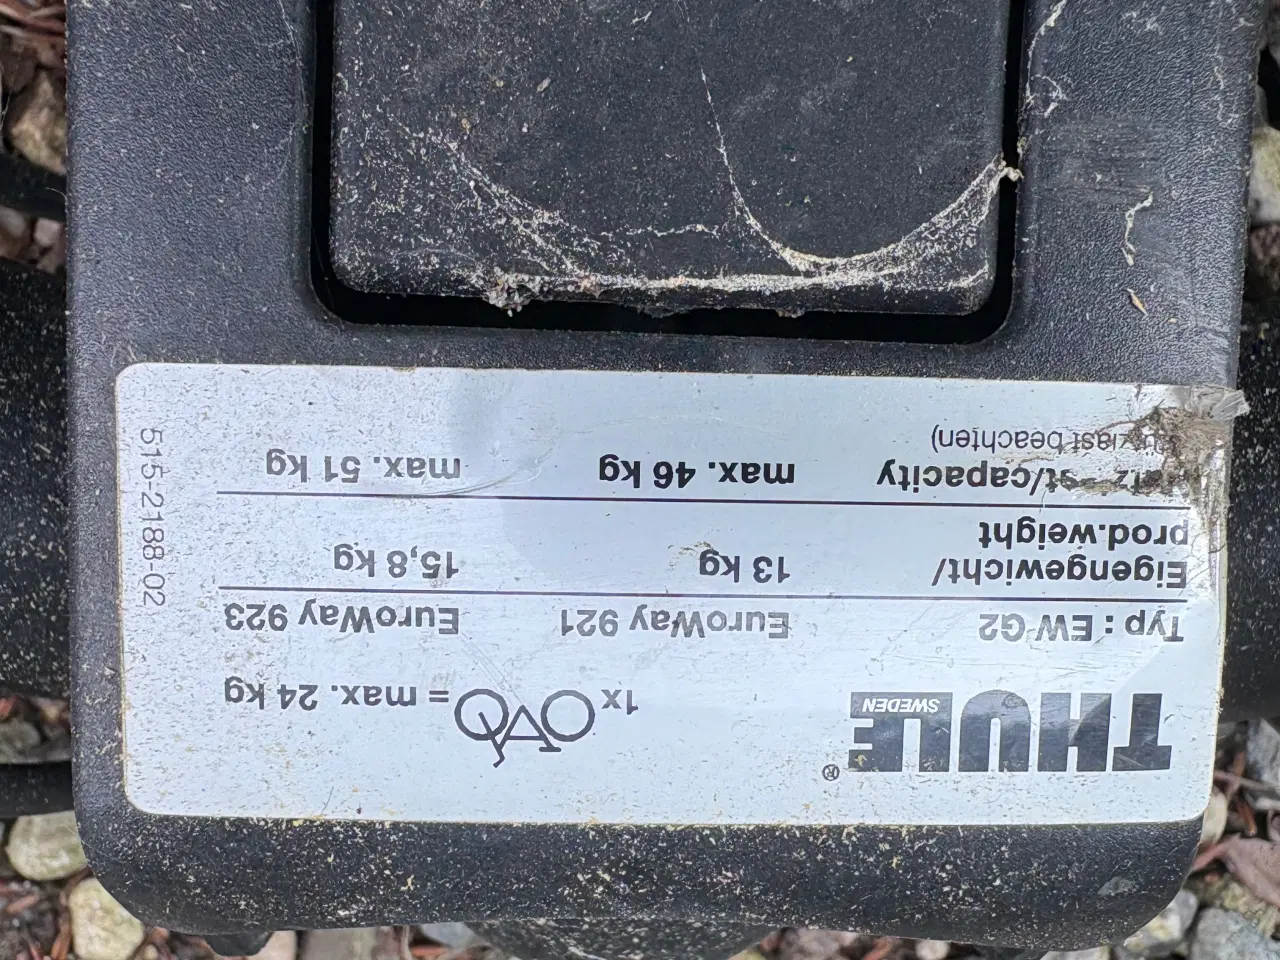 THULE®
SWEDEN
1x = max. 24 kg
Typ: EW G2 EuroWay 921 EuroWay 923
Eigengewicht/
prod.weight 13 kg 15,8 kg
/capacity max. 46 kg max. 51 kg
beachten)
515-2188-02